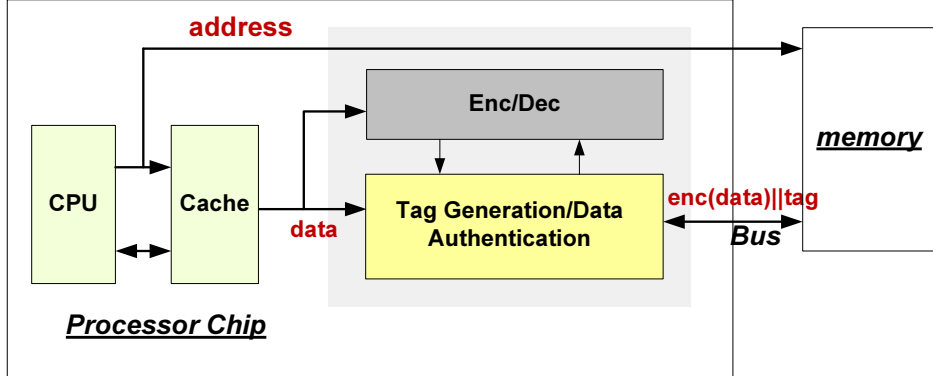 address
Enc/Dec
memory
CPU
Cache
data
Tag Generation/Data
Authentication
enc(data)||tag
Bus
Processor Chip